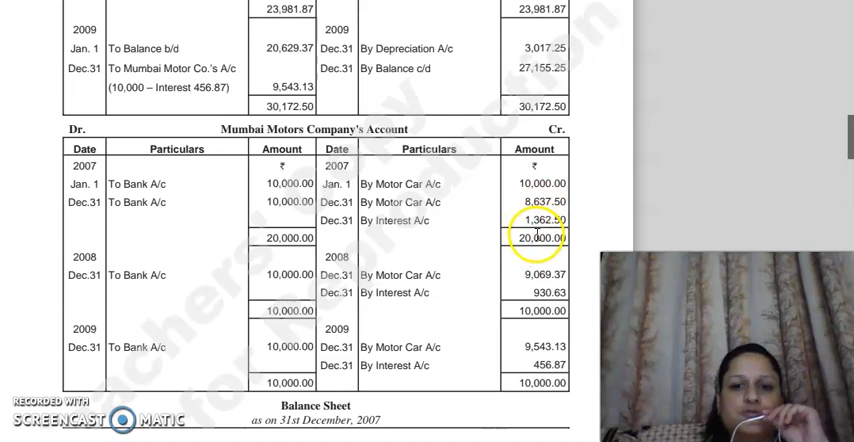 23,981.87 23,981.87
2009 2009
Jan. 1 To Balance b/d 20,629.37 Dec.31 By Depreciation A/c 3,017.25
Dec.31 To Mumbai Motor Co.'s A/c Dec.31 By Balance c/d 27,155.25
(10,000 – Interest 456.87) 9,543.13
30,172.50 30,172.50
Dr. Mumbai Motors Company's Account Cr.
Date Particulars Amount Date Particulars Amount
2007 ₹ 2007 ₹
Jan. 1 To Bank A/c 10,000.00 Jan. 1 By Motor Car A/c 10,000.00
Dec.31 To Bank A/c 10,000.00 Dec.31 By Motor Car A/c 8,637.50
Dec.31 By Interest A/c 1,362.50
20,000.00 20,000.00
2008 2008
Dec.31 To Bank A/c 10,000.00 Dec.31 By Motor Car A/c 9,069.37
Dec.31 By Interest A/c 930.63
10,000.00 10,000.00
2009 2009
Dec.31 To Bank A/c 10,000.00 Dec.31 By Motor Car A/c 9,543.13
Dec.31 By Interest A/c 456.87
10,000.00 10,000.00
Balance Sheet
as on 31st December, 2007
achers' Copy
for Reproduction
RECORDED WITH
SCREENCAST MATIC